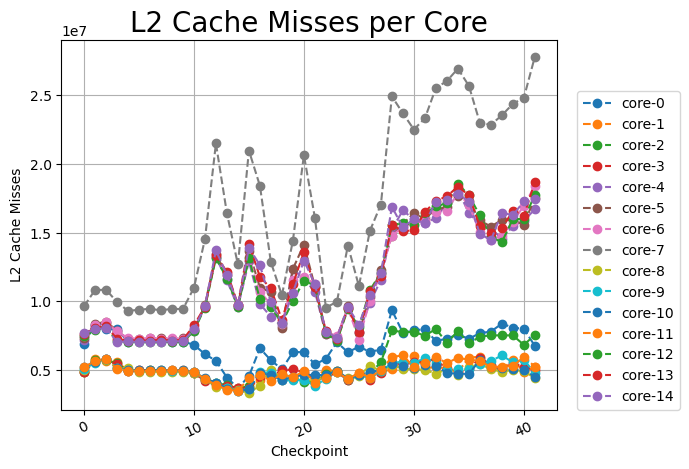 L2 Cache Misses per Core
1e7
2.5
2.0
1.5
1.0
0.5
L2 Cache Misses
0
10
20
30
40
Checkpoint
core-0
core-1
core-2
core-3
core-4
core-5
core-6
core-7
core-8
core-9
core-10
core-11
core-12
core-13
core-14